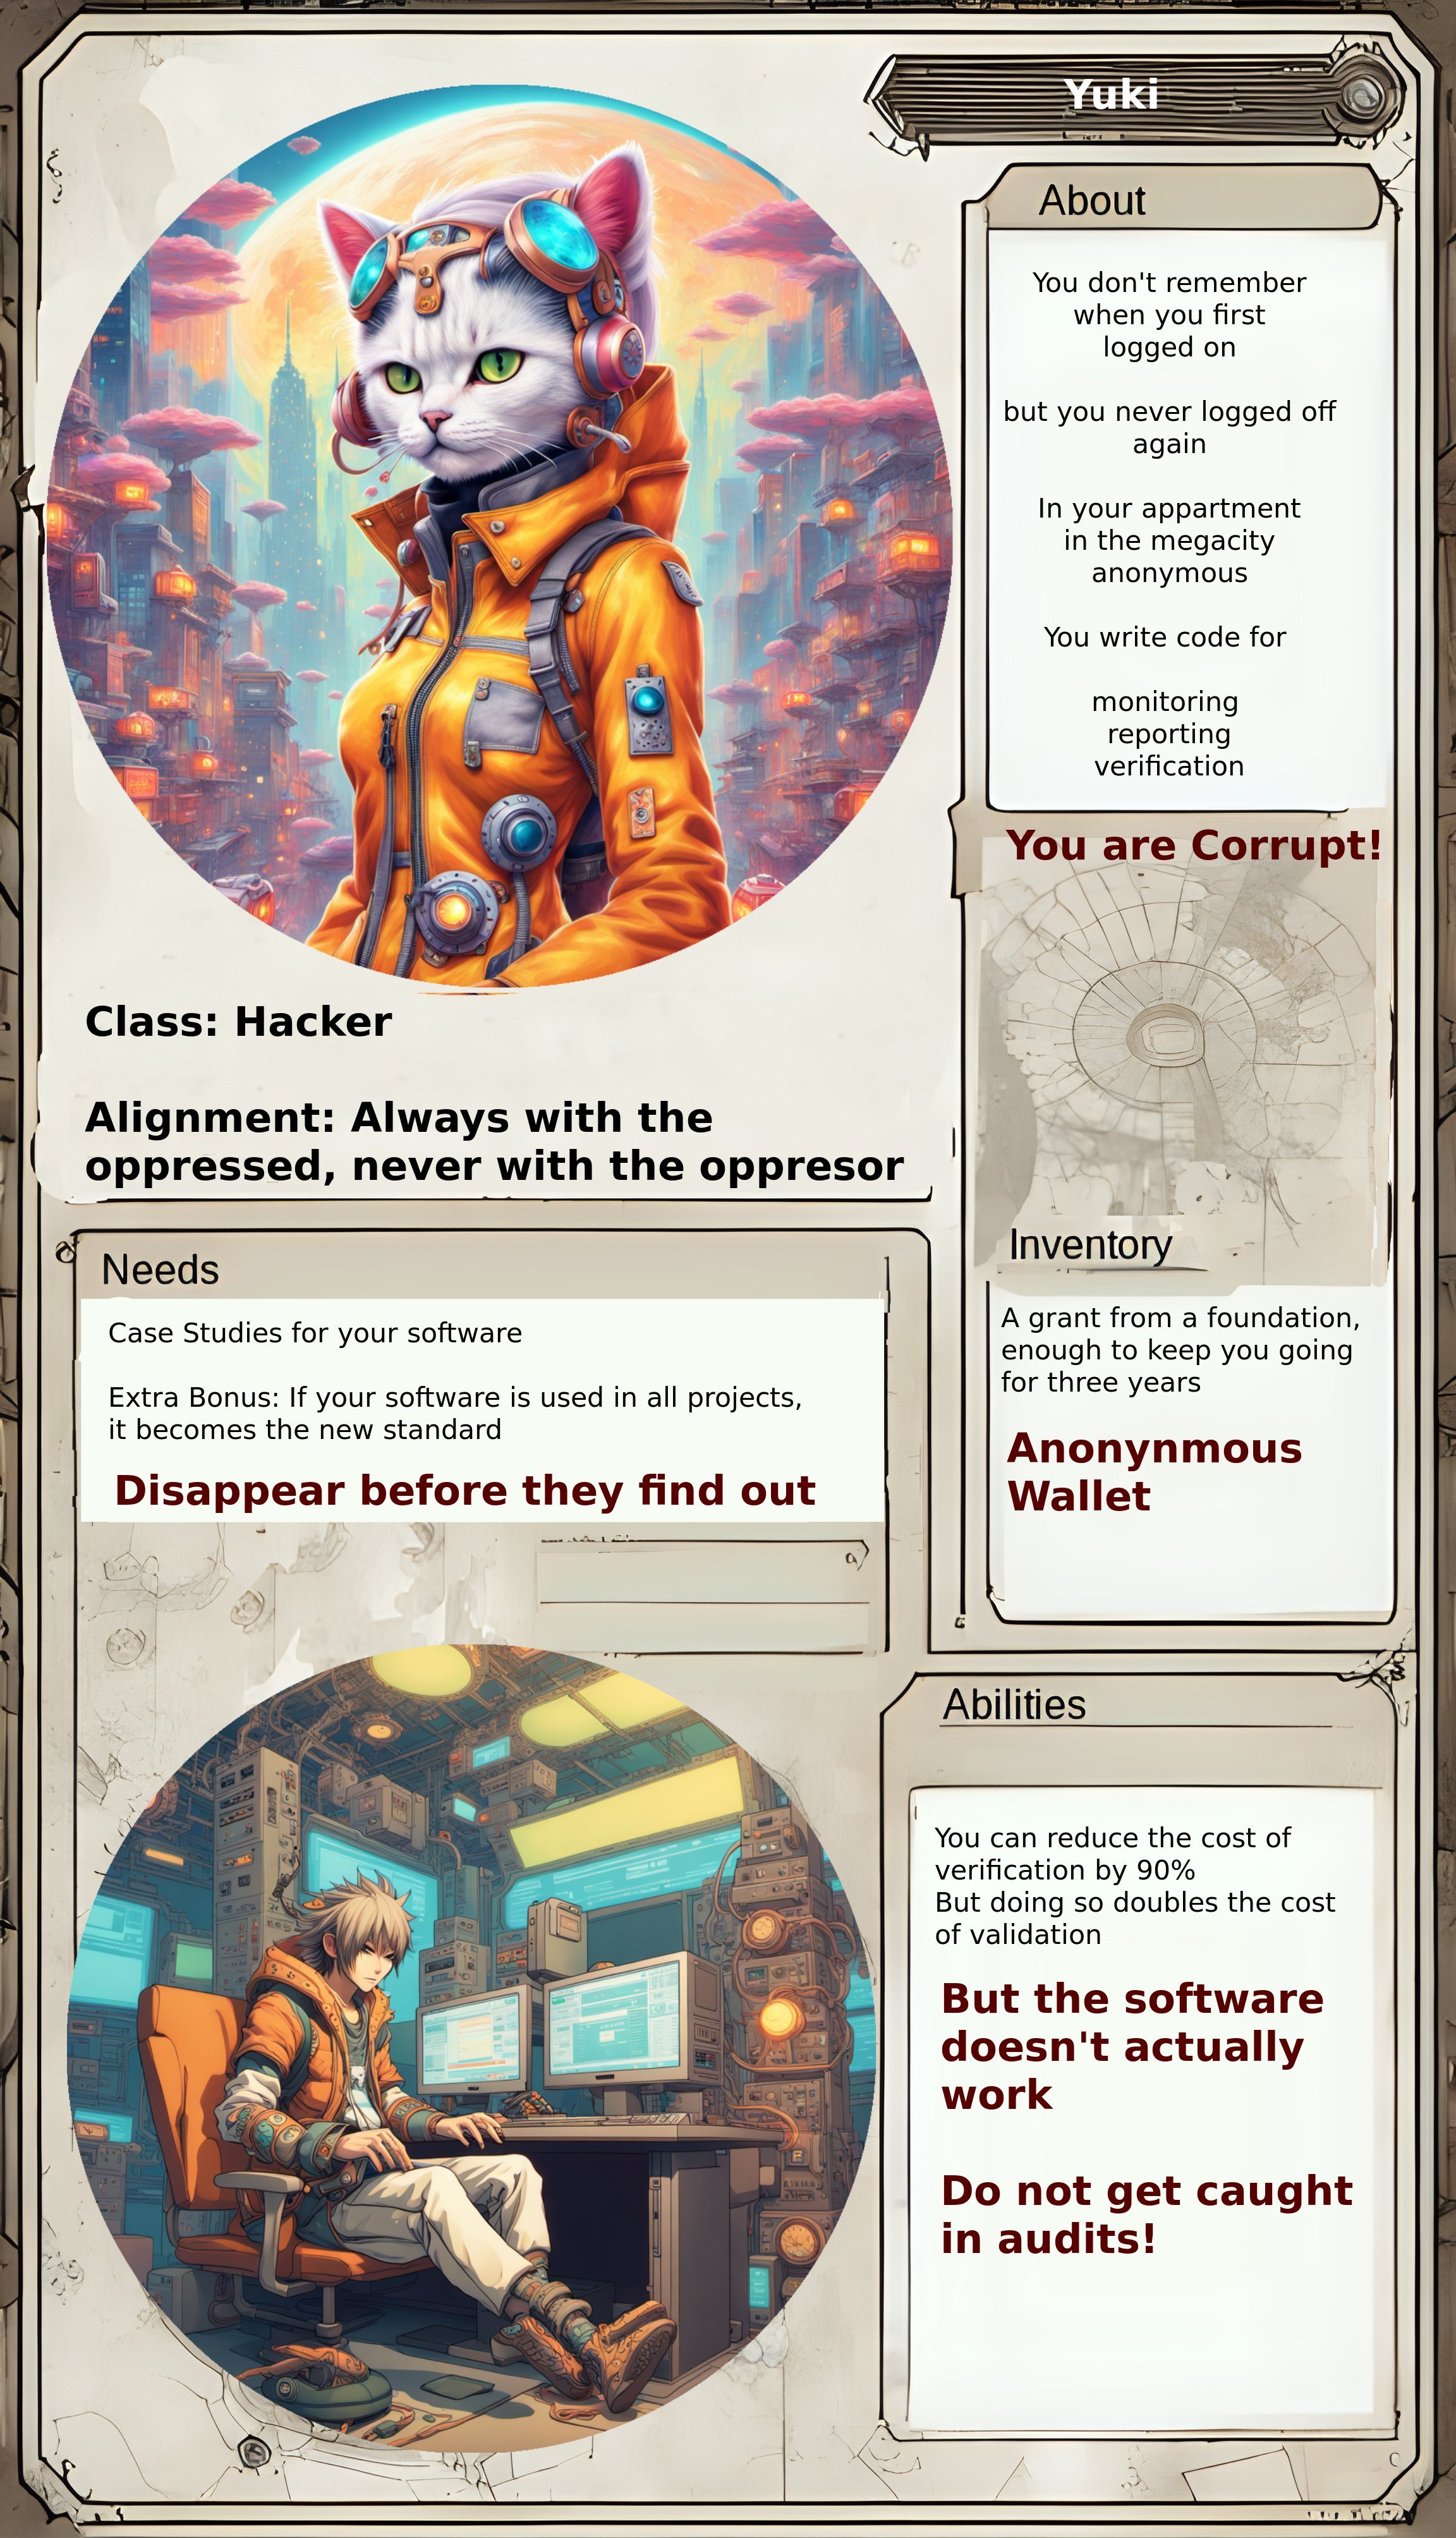 Yuki
About
You don't remember
when you first
logged on
but you never logged off
again
In your appartment
in the megacity
anonymous
You write code for
monitoring
reporting
verification
You are Corrupt!
Class: Hacker
Alignment: Always with the
oppressed, never with the oppresor
Needs
Case Studies for your software
Extra Bonus: If your software is used in all projects,
it becomes the new standard
Disappear before they find out
Inventory
A grant from a foundation,
enough to keep you going
for three years
Anonynmous
Wallet
Abilities
You can reduce the cost of
verification by 90%
But doing so doubles the cost
of validation
But the software
doesn't actually
work
Do not get caught
in audits!